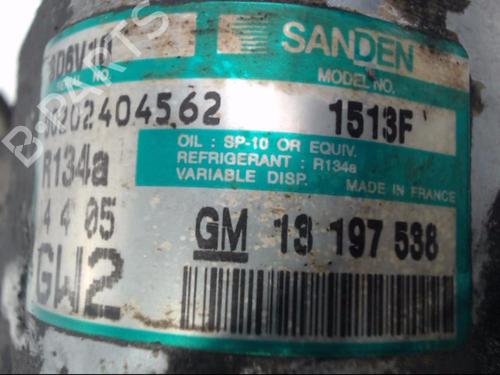 SANDEN
SD6V10
SERIAL NO.
MODEL NO.
1513F
OIL : SP-10 OR EQUIV.
REFRIGERANT : R134a
VARIABLE DISP. MADE IN FRANCE
R134a
4 4 05
GM 13 197 538
GW2